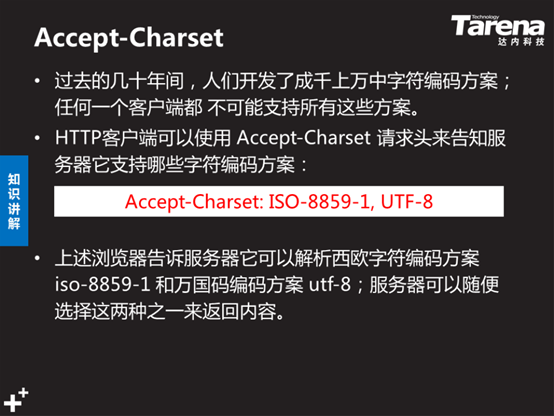 Accept-Charset
Technology
Tarena
达内科技
• 过去的几十年间，人们开发了成千上万中字符编码方案；
任何一个客户端都 不可能支持所有这些方案。
• HTTP客户端可以使用 Accept-Charset 请求头来告知服
务器它支持哪些字符编码方案：
知识讲解
Accept-Charset: ISO-8859-1, UTF-8
• 上述浏览器告诉服务器它可以解析西欧字符编码方案
iso-8859-1 和万国码编码方案 utf-8；服务器可以随便
选择这两种之一来返回内容。